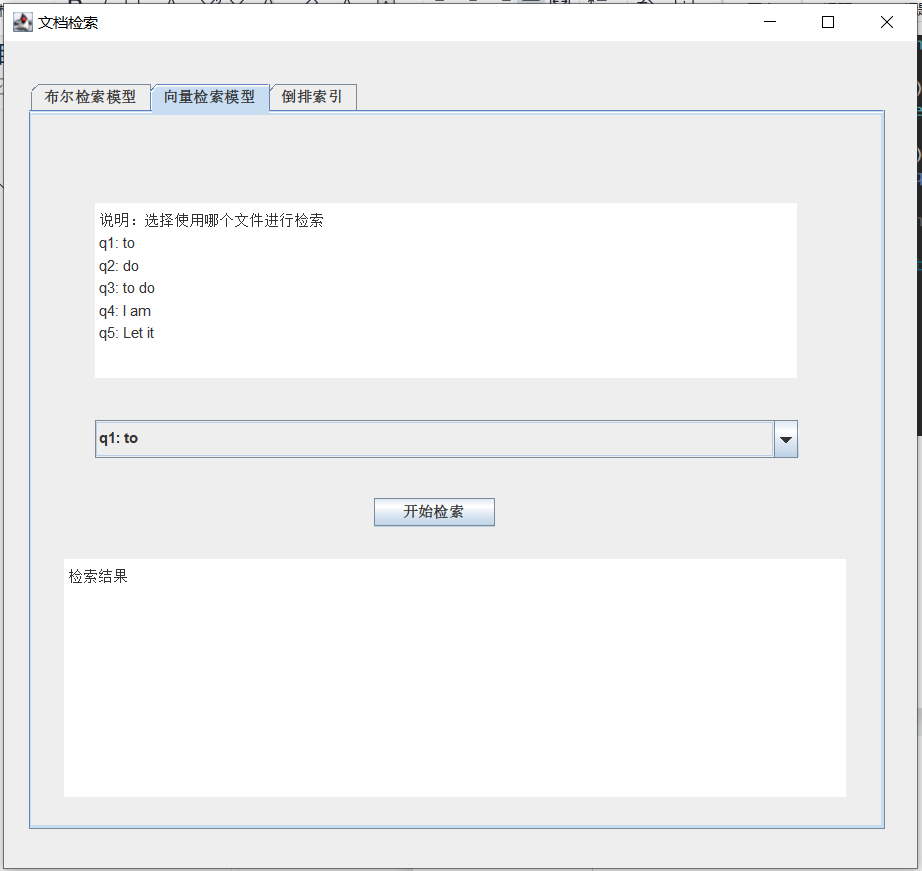 文档检索
布尔检索模型 向量检索模型 倒排索引
说明：选择使用哪个文件进行检索
q1: to
q2: do
q3: to do
q4: I am
q5: Let it
q1: to
开始检索
检索结果